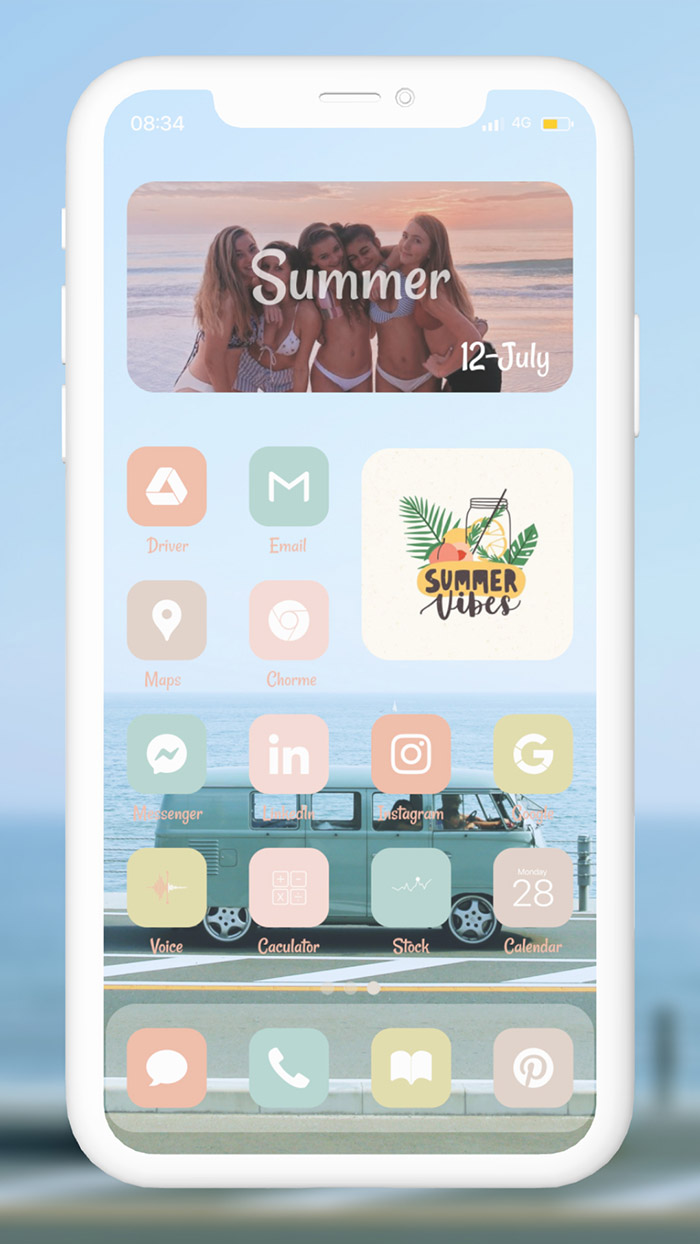 08:34
4G
Summer
12-July
Driver
Email
SUMMER
Vibes
Maps
Chorme
in
G
Messenger
LinkedIn
Instagram
Google
Monday
28
Voice
Caculator
Stock
Calendar